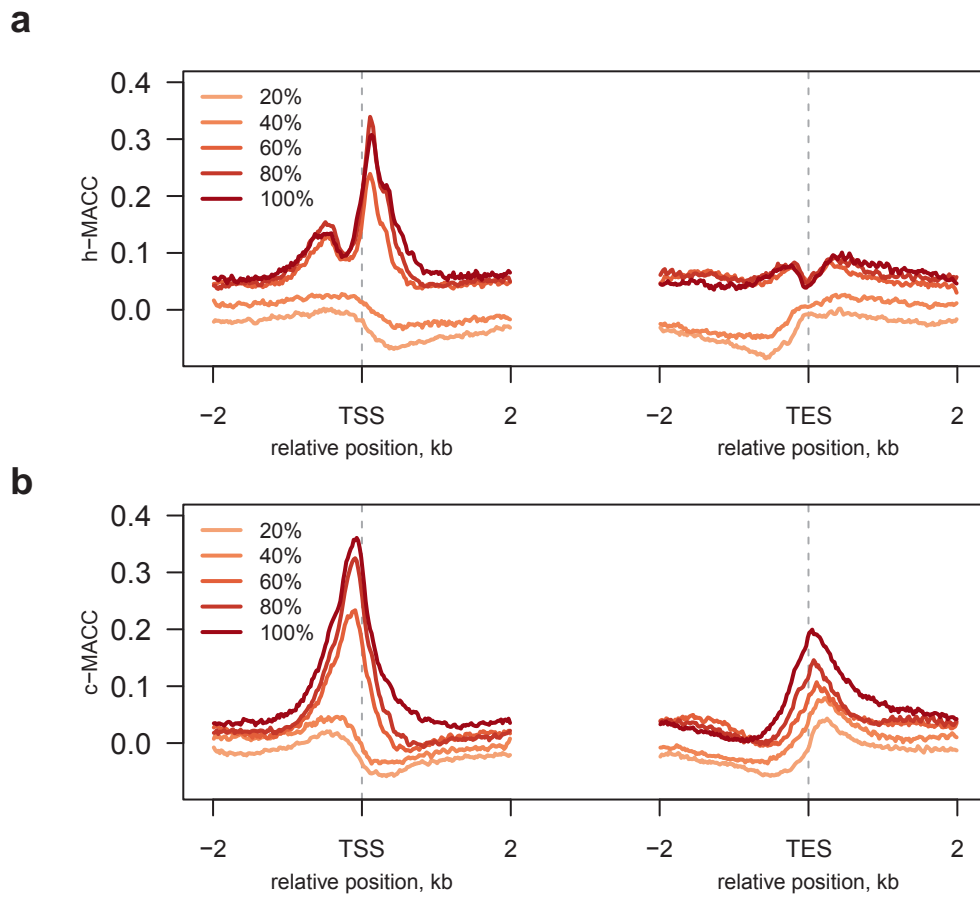 a
0.4
0.3
0.2
0.1
0.0
h−MACC
20%
40%
60%
80%
100%
−2 TSS 2 −2 TES 2
relative position, kb relative position, kb
b
0.4
0.3
0.2
0.1
0.0
c−MACC
20%
40%
60%
80%
100%
−2 TSS 2 −2 TES 2
relative position, kb relative position, kb